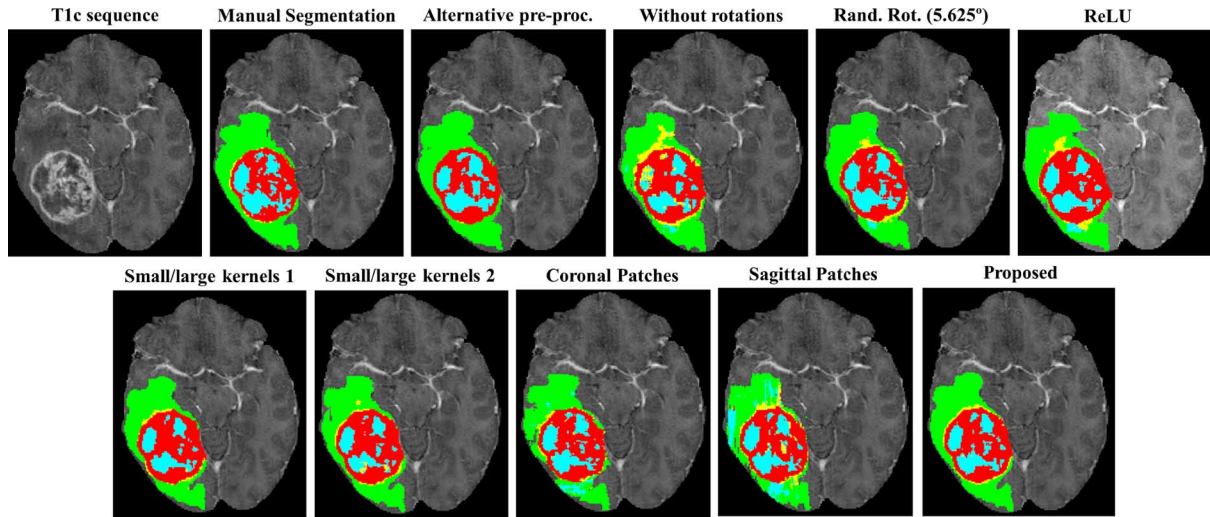 T1c sequence
Manual Segmentation
Alternative pre-proc.
Without rotations
Rand. Rot. (5.625º)
ReLU
Small/large kernels 1
Small/large kernels 2
Coronal Patches
Sagittal Patches
Proposed